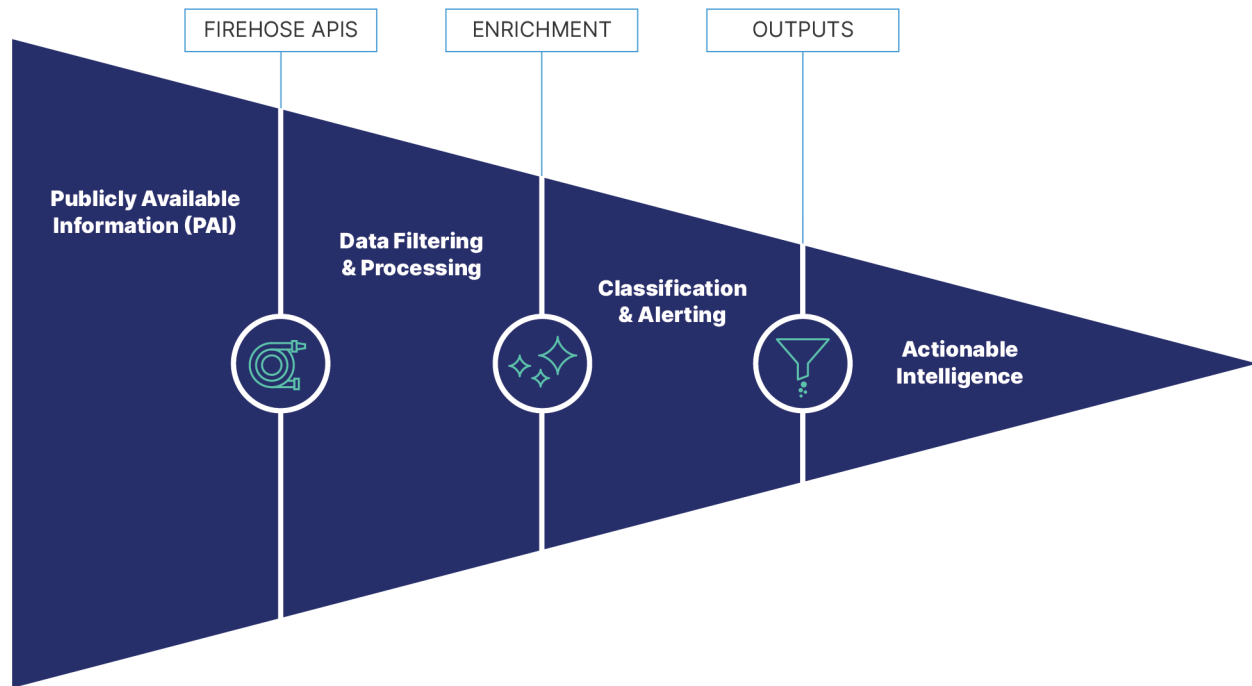 FIREHOSE APIS
ENRICHMENT
OUTPUTS
Publicly Available
Information (PAI)
Data Filtering
& Processing
Classification
& Alerting
Actionable
Intelligence